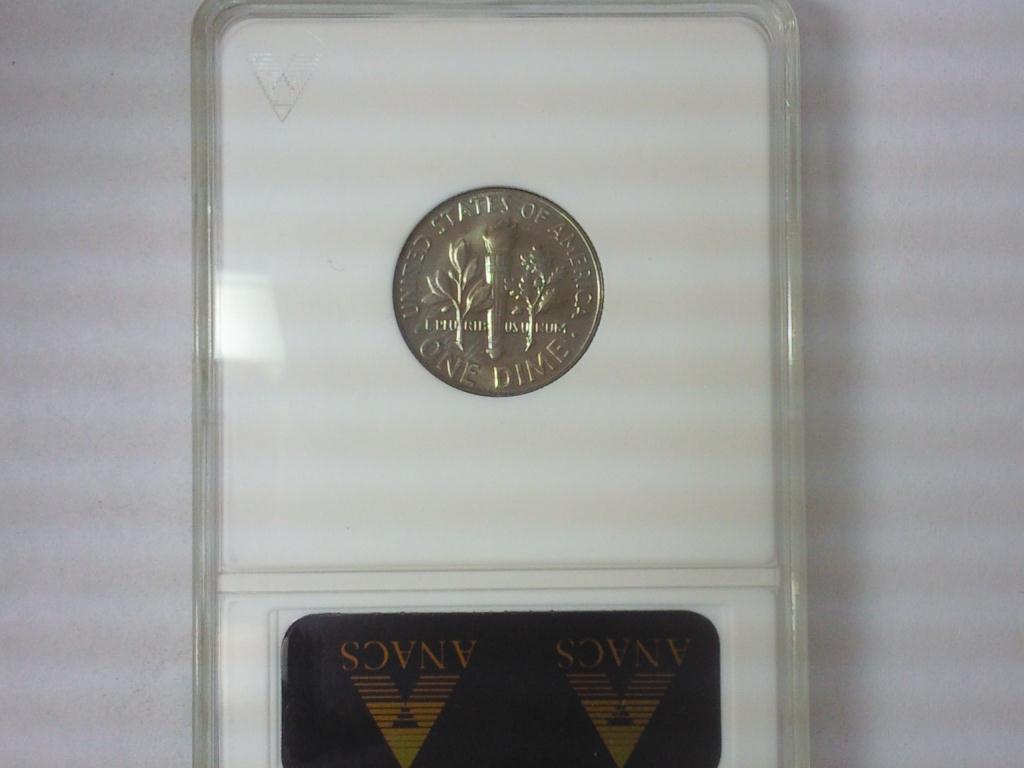 UNITED STATES OF AMERICA
E PLURIBUS UNUM
ONE DIME
ANACS ANACS